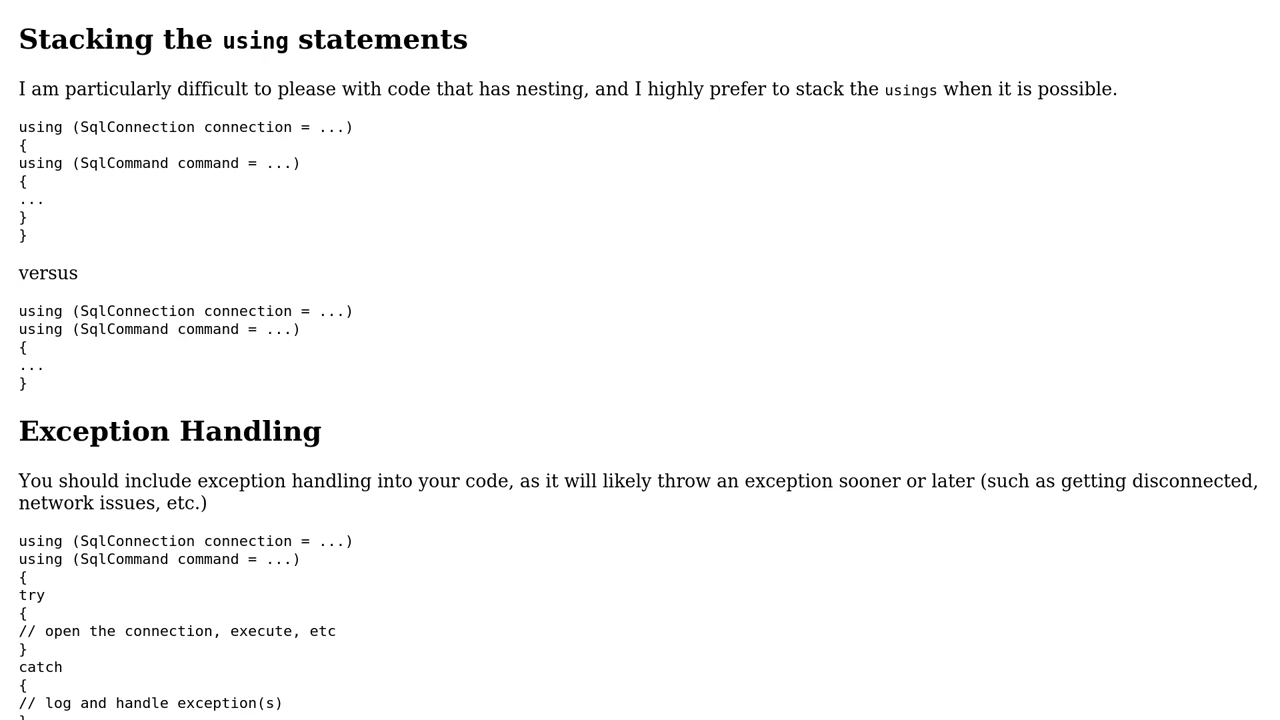 Stacking the using statements
I am particularly difficult to please with code that has nesting, and I highly prefer to stack the usings when it is possible.
using (SqlConnection connection = ...)
{
using (SqlCommand command = ...)
{
...
}
}
versus
using (SqlConnection connection = ...)
using (SqlCommand command = ...)
{
...
}
Exception Handling
You should include exception handling into your code, as it will likely throw an exception sooner or later (such as getting disconnected,
network issues, etc.)
using (SqlConnection connection = ...)
using (SqlCommand command = ...)
{
try
{
// open the connection, execute, etc
}
catch
{
// log and handle exception(s)
}